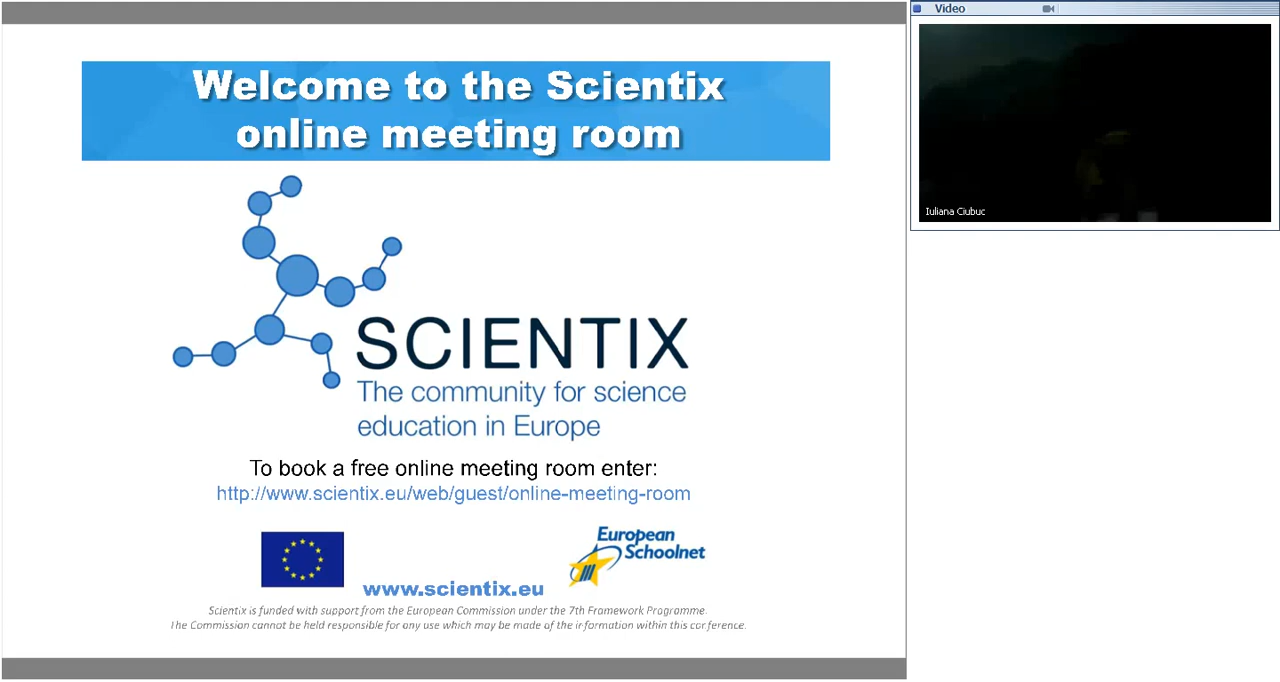 Welcome to the Scientix
online meeting room
SCIENTIX
The community for science
education in Europe
To book a free online meeting room enter:
http://www.scientix.eu/web/guest/online-meeting-room
European
Schoolnet
www.scientix.eu
Scientix is funded with support from the European Commission under the 7th Framework Programme.
The Commission cannot be held responsible for any use which may be made of the information within this conference.
Video
Iuliana Ciubuc